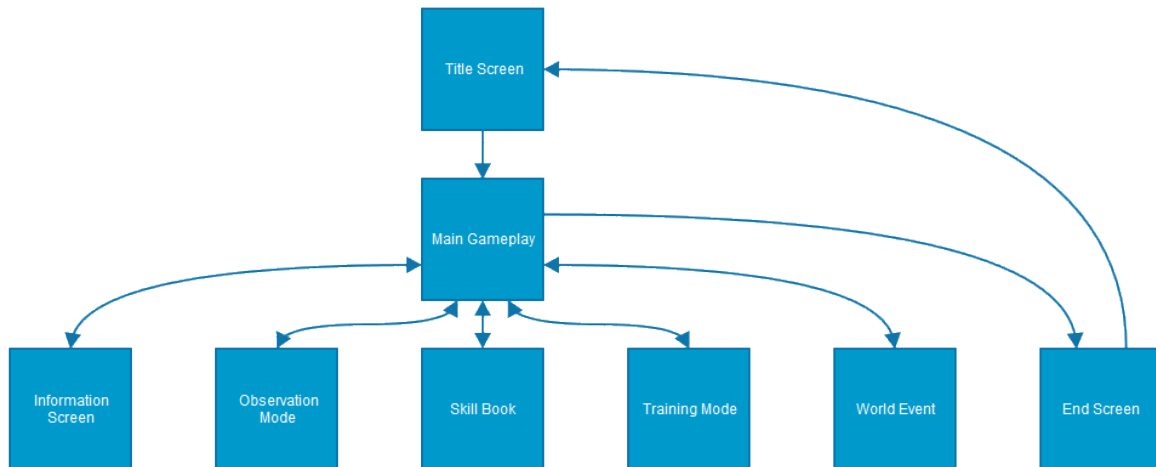 Title Screen
Main Gameplay
Information
Screen
Observation
Mode
Skill Book
Training Mode
World Event
End Screen